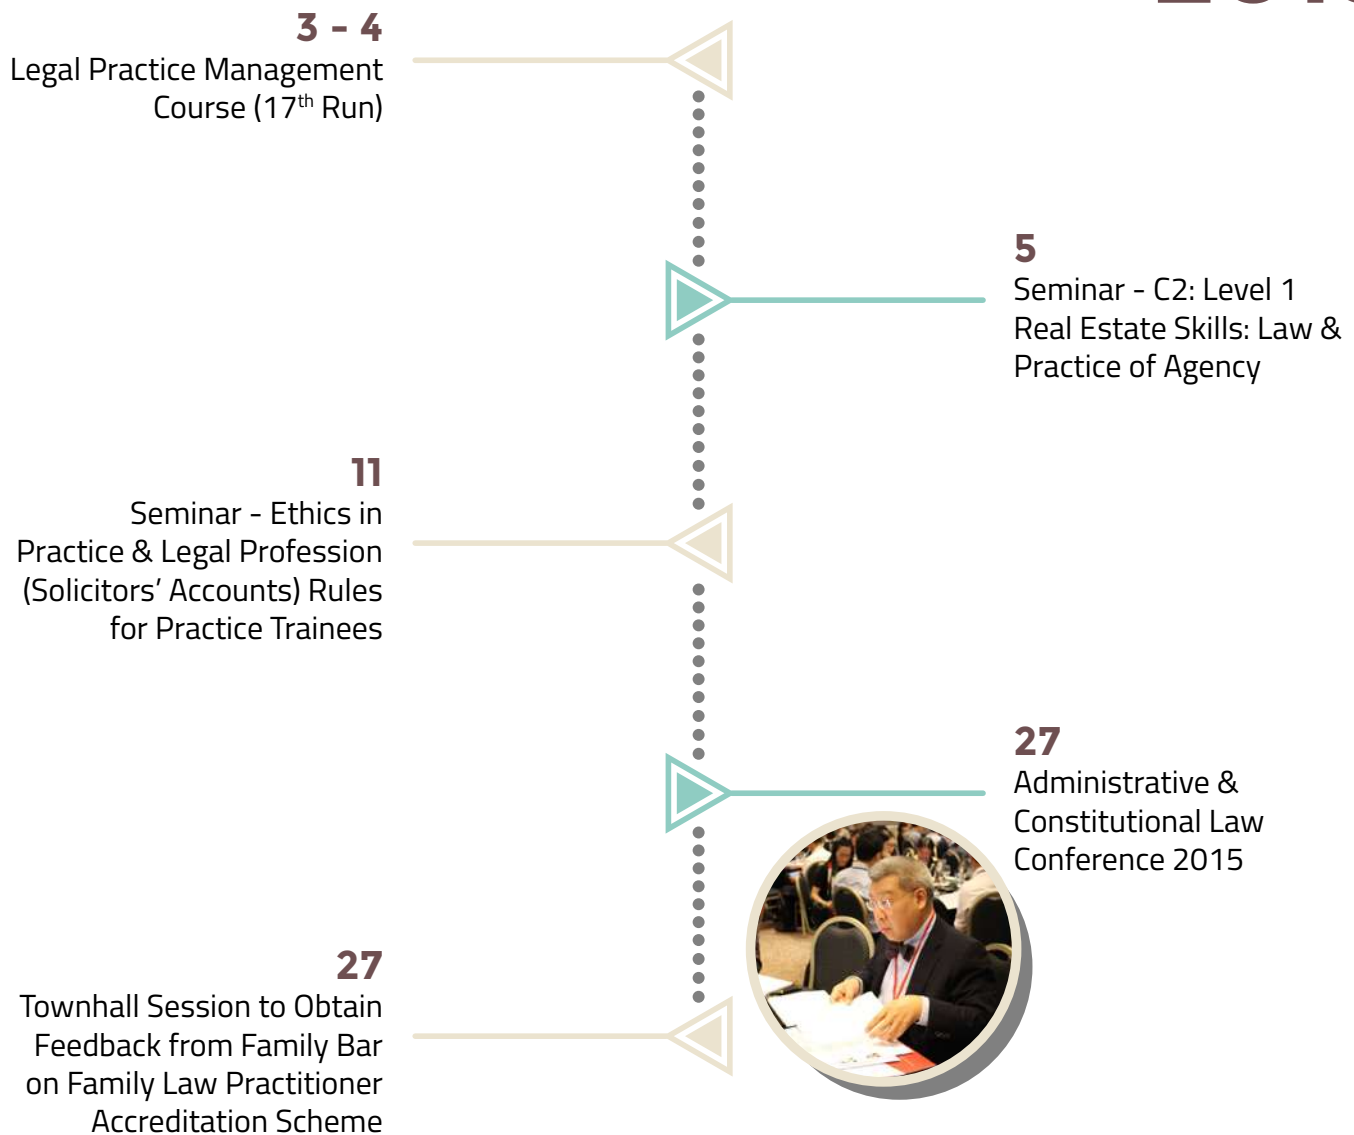 3 - 4
Legal Practice Management
Course (17th Run)
5
Seminar - C2: Level 1
Real Estate Skills: Law &
Practice of Agency
11
Seminar - Ethics in
Practice & Legal Profession
(Solicitors’ Accounts) Rules
for Practice Trainees
27
Administrative &
Constitutional Law
Conference 2015
27
Townhall Session to Obtain
Feedback from Family Bar
on Family Law Practitioner
Accreditation Scheme